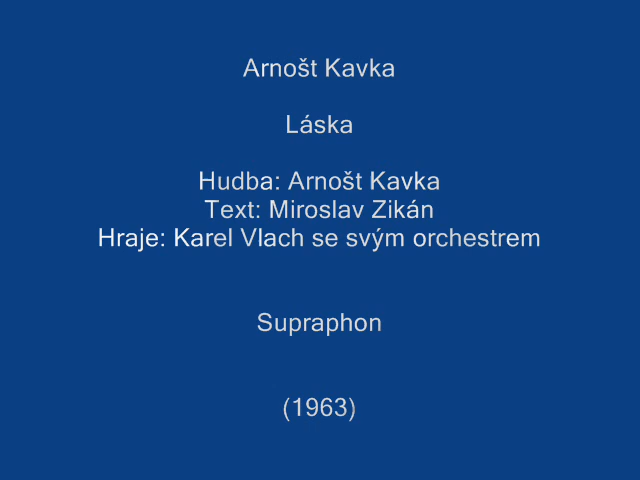 Arnošt Kavka
Láska
Hudba: Arnošt Kavka
Text: Miroslav Zikán
Hraje: Karel Vlach se svým orchestrem
Supraphon
(1963)